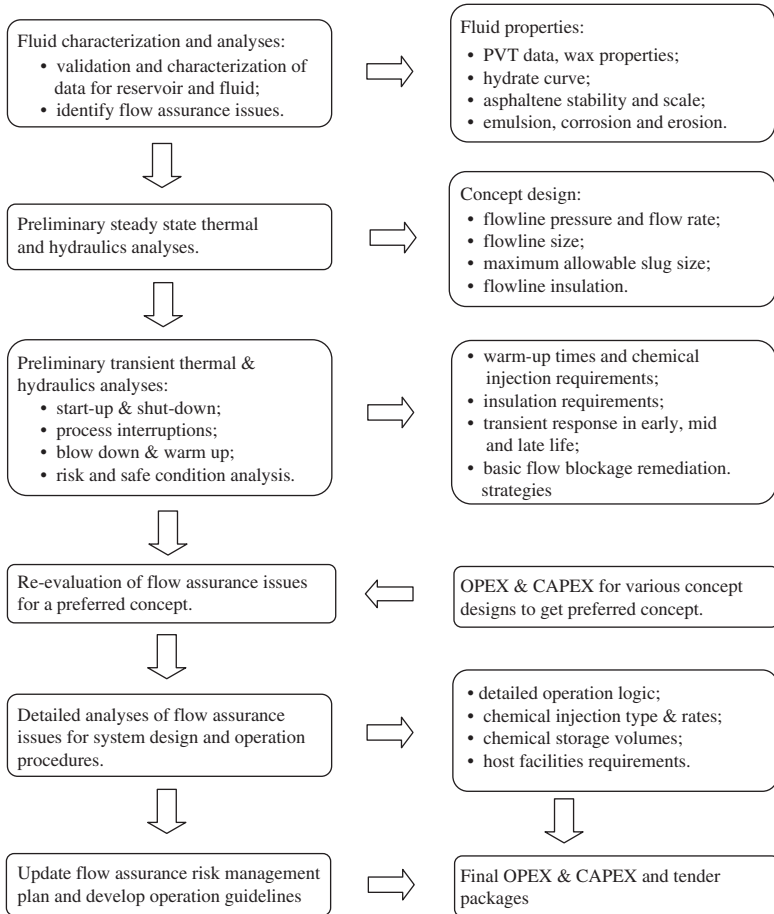 Fluid characterization and analyses:
• validation and characterization of
data for reservoir and fluid;
• identify flow assurance issues.
Fluid properties:
• PVT data, wax properties;
• hydrate curve;
• asphaltene stability and scale;
• emulsion, corrosion and erosion.
Preliminary steady state thermal
and hydraulics analyses.
Concept design:
• flowline pressure and flow rate;
• flowline size;
• maximum allowable slug size;
• flowline insulation.
Preliminary transient thermal &
hydraulics analyses:
• start-up & shut-down;
• process interruptions;
• blow down & warm up;
• risk and safe condition analysis.
• warm-up times and chemical
injection requirements;
• insulation requirements;
• transient response in early, mid
and late life;
• basic flow blockage remediation.
strategies
Re-evaluation of flow assurance issues
for a preferred concept.
OPEX & CAPEX for various concept
designs to get preferred concept.
Detailed analyses of flow assurance
issues for system design and operation
procedures.
• detailed operation logic;
• chemical injection type & rates;
• chemical storage volumes;
• host facilities requirements.
Update flow assurance risk management
plan and develop operation guidelines
Final OPEX & CAPEX and tender
packages